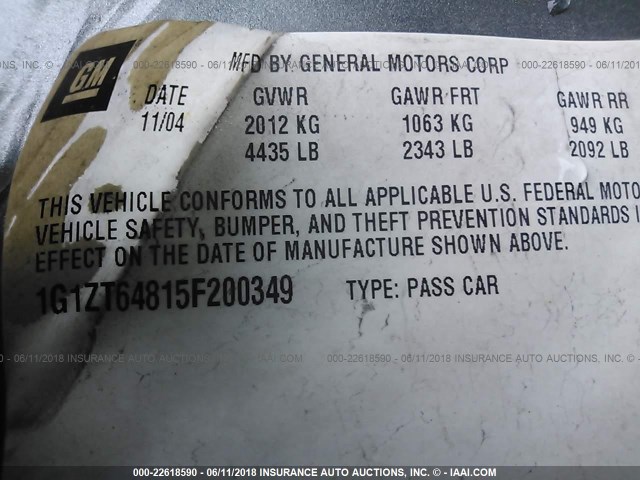 GM
MFD BY GENERAL MOTORS CORP
DATE GVWR GAWR FRT GAWR RR
11/04 2012 KG 1063 KG 949 KG
4435 LB 2343 LB 2092 LB
THIS VEHICLE CONFORMS TO ALL APPLICABLE U.S. FEDERAL MOTO
VEHICLE SAFETY, BUMPER, AND THEFT PREVENTION STANDARDS I
EFFECT ON THE DATE OF MANUFACTURE SHOWN ABOVE.
1G1ZT64815F200349 TYPE: PASS CAR
000-22618590 - 06/11/2018 INSURANCE AUTO AUCTIONS, INC. - © IAAI.COM